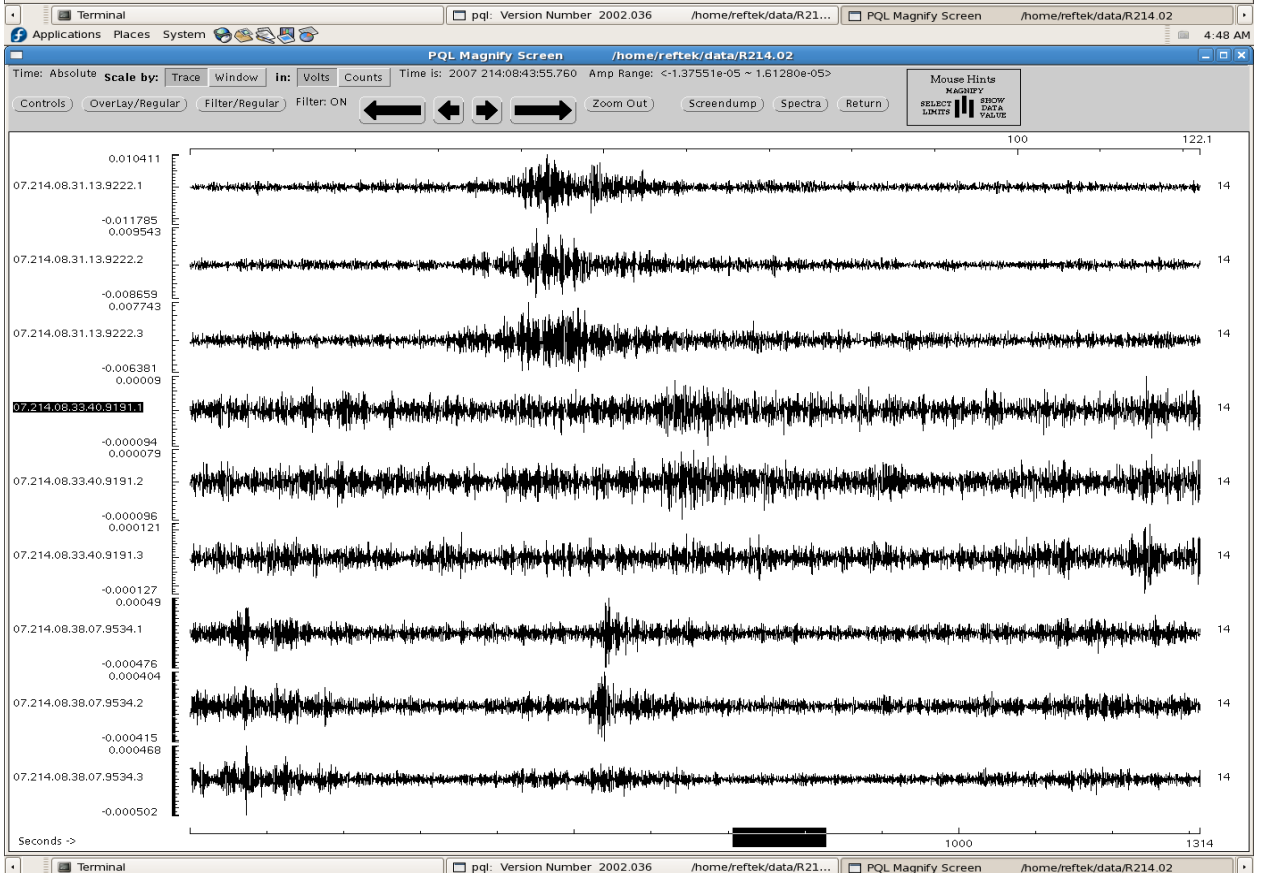 Terminal pql: Version Number 2002.036 /home/reftek/data/R21... PQL Magnify Screen /home/reftek/data/R214.02
Applications Places System 4:48 AM
PQL Magnify Screen /home/reftek/data/R214.02
Time: Absolute Scale by: Trace Window in: Volts Counts Time is: 2007 214:08:43:55.760 Amp Range: <-1.37551e-05 ~ 1.61280e-05>
Controls OverLay/Regular Filter/Regular Filter: ON Zoom Out Screendump Spectra Return
Mouse Hints
MAGNIFY
SELECT LIMITS
SHOW DATA VALUE
100 122.1
0.010411
07.214.08.31.13.9222.1 14
-0.011785
0.009543
07.214.08.31.13.9222.2 14
-0.008659
0.007743
07.214.08.31.13.9222.3 14
-0.006381
0.00009
07.214.08.33.40.9191.1 14
-0.000094
0.000079
07.214.08.33.40.9191.2 14
-0.000096
0.000121
07.214.08.33.40.9191.3 14
-0.000127
0.00049
07.214.08.38.07.9534.1 14
-0.000476
0.000404
07.214.08.38.07.9534.2 14
-0.000415
0.000468
07.214.08.38.07.9534.3 14
-0.000502
Seconds -> 1000 1314
Terminal pql: Version Number 2002.036 /home/reftek/data/R21... PQL Magnify Screen /home/reftek/data/R214.02